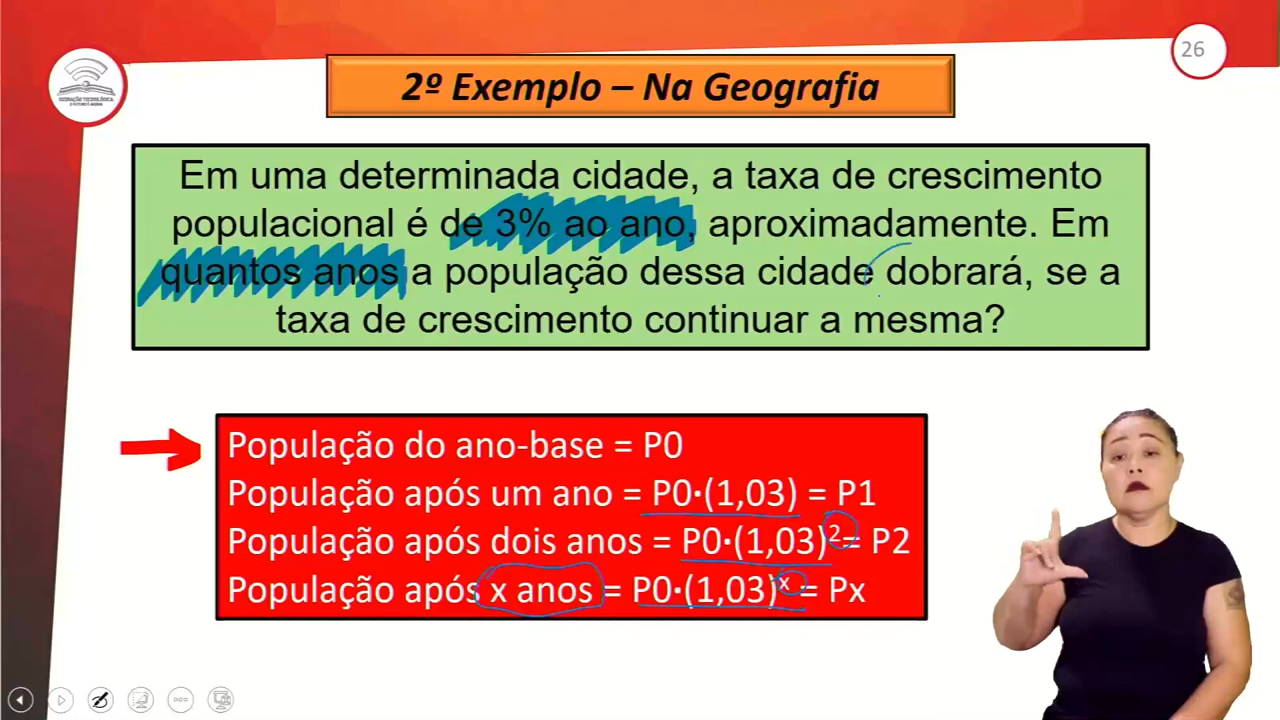 26
2º Exemplo – Na Geografia
Em uma determinada cidade, a taxa de crescimento
populacional é de 3% ao ano, aproximadamente. Em
quantos anos a população dessa cidade dobrará, se a
taxa de crescimento continuar a mesma?
População do ano-base = P0
População após um ano = P0·(1,03) = P1
População após dois anos = P0·(1,03)² = P2
População após x anos = P0·(1,03)ˣ = Px